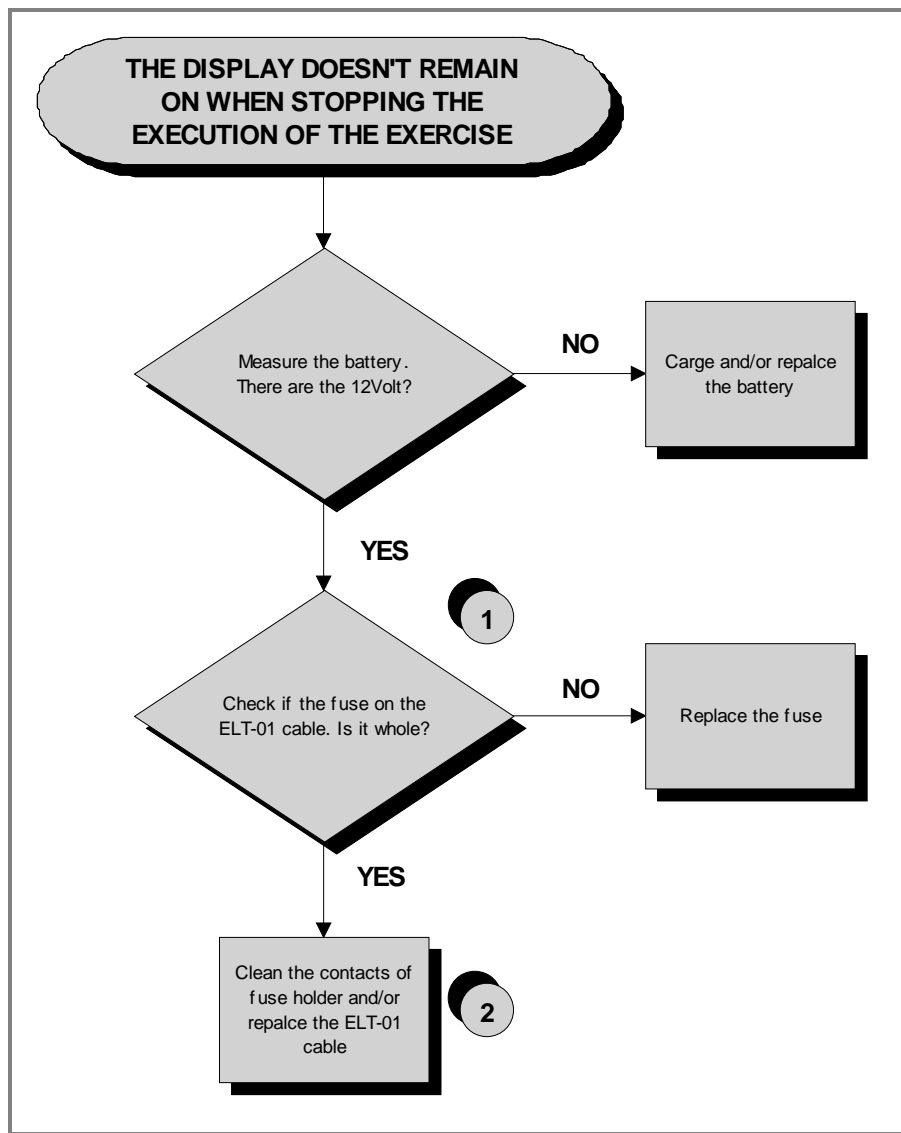 THE DISPLAY DOESN'T REMAIN
ON WHEN STOPPING THE
EXECUTION OF THE EXERCISE
Measure the battery.
There are the 12Volt?
NO
Carge and/or repalce
the battery
YES
1
Check if the fuse on the
ELT-01 cable. Is it whole?
NO
Replace the fuse
YES
Clean the contacts of
fuse holder and/or
repalce the ELT-01
cable
2